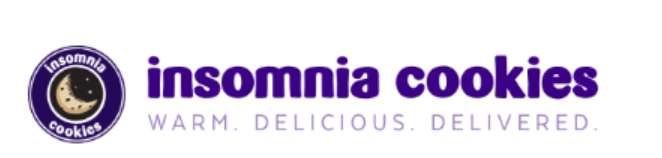 insomnia
cookies
insomnia cookies
WARM. DELICIOUS. DELIVERED.